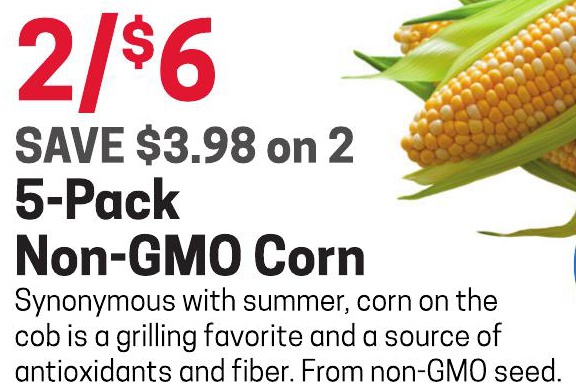 2/$6
SAVE $3.98 on 2
5-Pack
Non-GMO Corn
Synonymous with summer, corn on the
cob is a grilling favorite and a source of
antioxidants and fiber. From non-GMO seed.